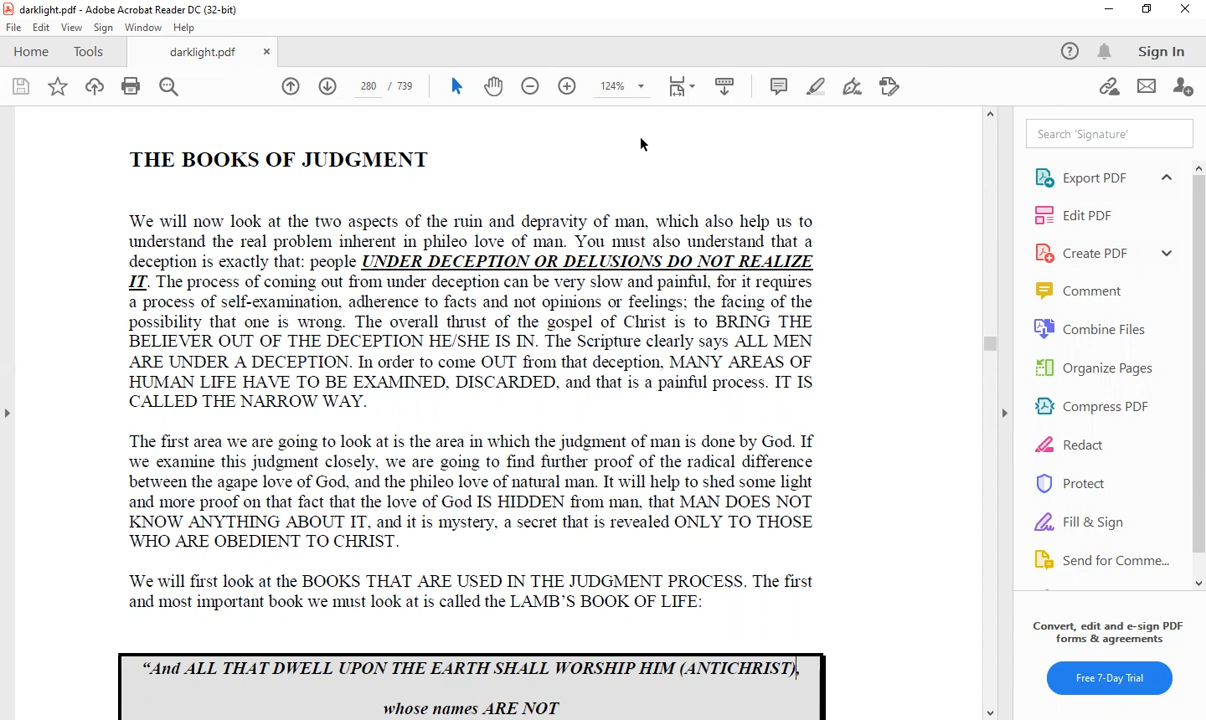 darklight.pdf - Adobe Acrobat Reader DC (32-bit)
File Edit View Sign Window Help
Home Tools darklight.pdf × Sign In
280 / 739 124%
THE BOOKS OF JUDGMENT
We will now look at the two aspects of the ruin and depravity of man, which also help us to
understand the real problem inherent in phileo love of man. You must also understand that a
deception is exactly that: people UNDER DECEPTION OR DELUSIONS DO NOT REALIZE
IT. The process of coming out from under deception can be very slow and painful, for it requires
a process of self-examination, adherence to facts and not opinions or feelings; the facing of the
possibility that one is wrong. The overall thrust of the gospel of Christ is to BRING THE
BELIEVER OUT OF THE DECEPTION HE/SHE IS IN. The Scripture clearly says ALL MEN
ARE UNDER A DECEPTION. In order to come OUT from that deception, MANY AREAS OF
HUMAN LIFE HAVE TO BE EXAMINED, DISCARDED, and that is a painful process. IT IS
CALLED THE NARROW WAY.
The first area we are going to look at is the area in which the judgment of man is done by God. If
we examine this judgment closely, we are going to find further proof of the radical difference
between the agape love of God, and the phileo love of natural man. It will help to shed some light
and more proof on that fact that the love of God IS HIDDEN from man, that MAN DOES NOT
KNOW ANYTHING ABOUT IT, and it is mystery, a secret that is revealed ONLY TO THOSE
WHO ARE OBEDIENT TO CHRIST.
We will first look at the BOOKS THAT ARE USED IN THE JUDGMENT PROCESS. The first
and most important book we must look at is called the LAMB’S BOOK OF LIFE:
“And ALL THAT DWELL UPON THE EARTH SHALL WORSHIP HIM (ANTICHRIST),
whose names ARE NOT
Search 'Signature'
Export PDF
Edit PDF
Create PDF
Comment
Combine Files
Organize Pages
Compress PDF
Redact
Protect
Fill & Sign
Send for Comme...
Convert, edit and e-sign PDF
forms & agreements
Free 7-Day Trial